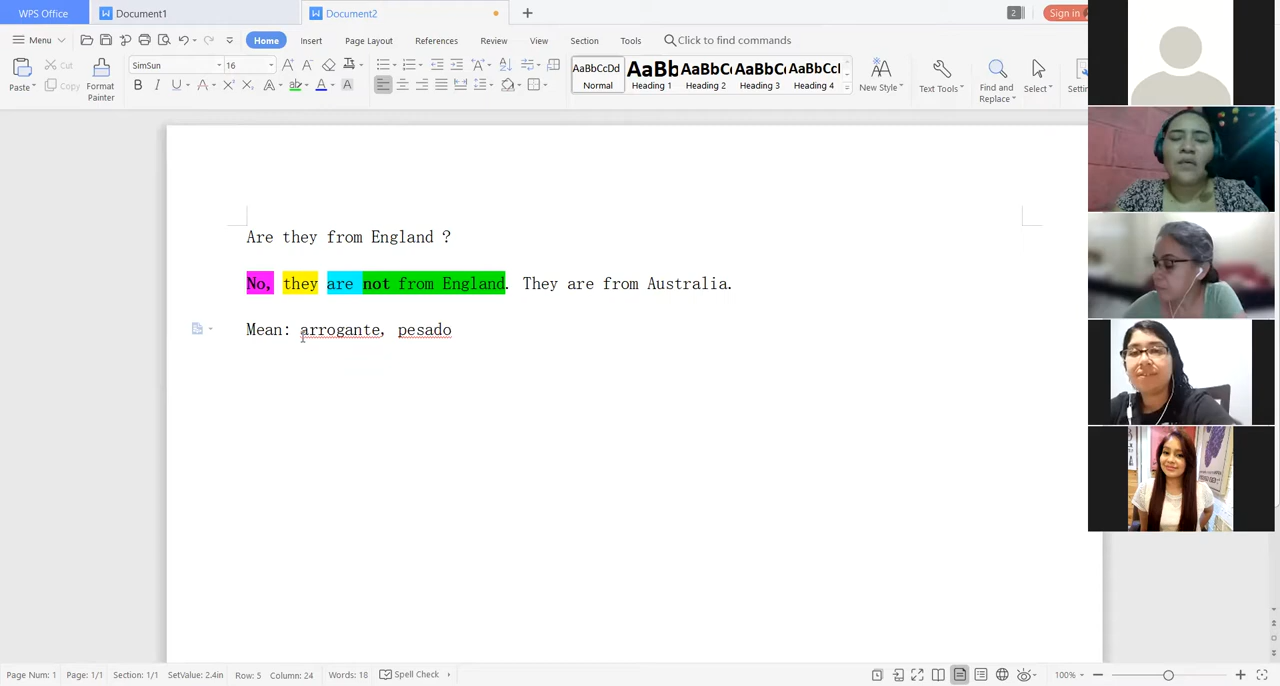 WPS Office Document1 Document2 2 Sign in
Menu Home Insert Page Layout References Review View Section Tools Click to find commands
Paste Cut Copy Format Painter SimSun 16 AaBbCcDd Normal AaBb Heading 1 AaBbC Heading 2 AaBbC Heading 3 AaBbCcl Heading 4 New Style Text Tools Find and Replace Select
Are they from England ?
No, they are not from England. They are from Australia.
Mean: arrogante, pesado
Page Num: 1 Page: 1/1 Section: 1/1 SetValue: 2.4in Row: 5 Column: 24 Words: 18 Spell Check 100%